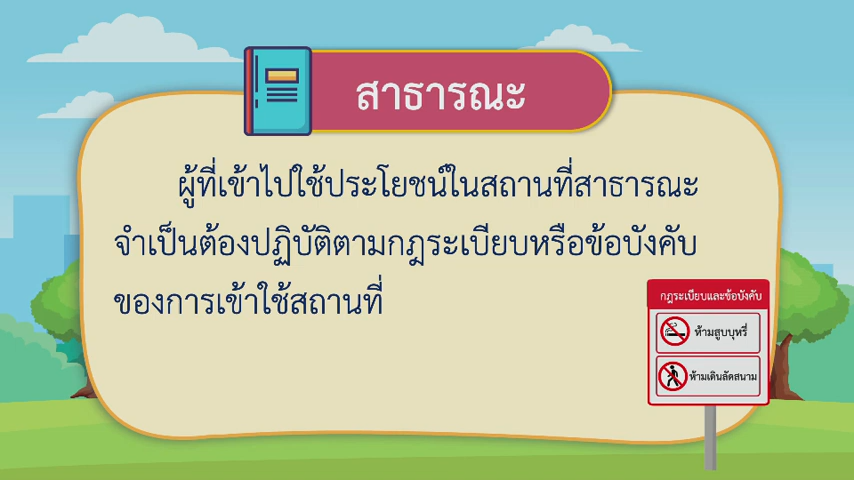 สาธารณะ
ผู้ที่เข้าไปใช้ประโยชน์ในสถานที่สาธารณะ
จำเป็นต้องปฏิบัติตามกฎระเบียบหรือข้อบังคับ
ของการเข้าใช้สถานที่
กฎระเบียบและข้อบังคับ
ห้ามสูบบุหรี่
ห้ามเดินลัดสนาม